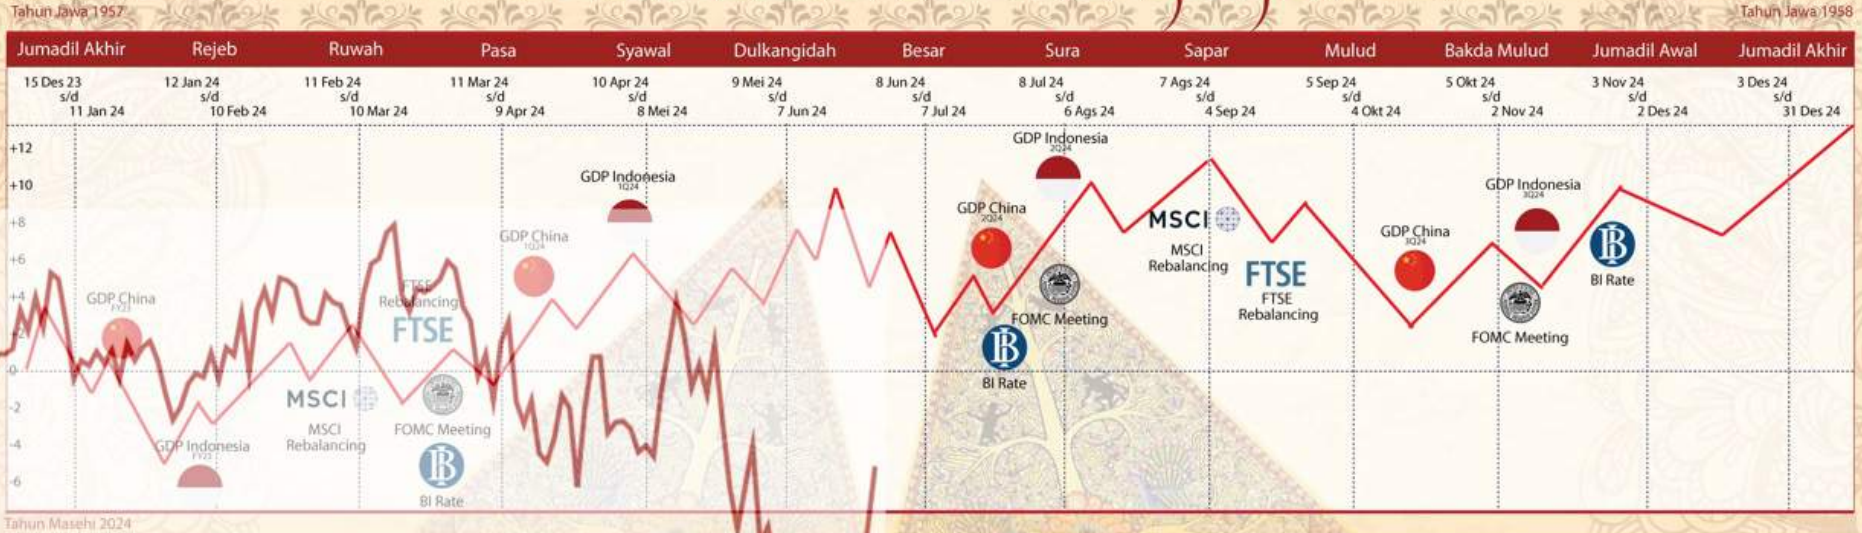 Tahun Jawa 1957
Tahun Jawa 1958
Jumadil Akhir Rejeb Ruwah Pasa Syawal Dulkangidah Besar Sura Sapar Mulud Bakda Mulud Jumadil Awal Jumadil Akhir
15 Des 23 s/d 11 Jan 24
12 Jan 24 s/d 10 Feb 24
11 Feb 24 s/d 10 Mar 24
11 Mar 24 s/d 9 Apr 24
10 Apr 24 s/d 8 Mei 24
9 Mei 24 s/d 7 Jun 24
8 Jun 24 s/d 7 Jul 24
8 Jul 24 s/d 6 Ags 24
7 Ags 24 s/d 4 Sep 24
5 Sep 24 s/d 4 Okt 24
5 Okt 24 s/d 2 Nov 24
3 Nov 24 s/d 2 Des 24
3 Des 24 s/d 31 Des 24
+12
+10
+8
+6
+4
+2
0
-2
-4
-6
GDP China
FY23
GDP Indonesia
FY23
MSCI
MSCI
Rebalancing
FTSE
Rebalancing
FTSE
FOMC Meeting
BI Rate
GDP China
1Q24
GDP Indonesia
1Q24
GDP China
2Q24
BI Rate
GDP Indonesia
2Q24
FOMC Meeting
MSCI
MSCI
Rebalancing
FTSE
FTSE
Rebalancing
GDP China
3Q24
GDP Indonesia
3Q24
FOMC Meeting
BI Rate
Tahun Masehi 2024